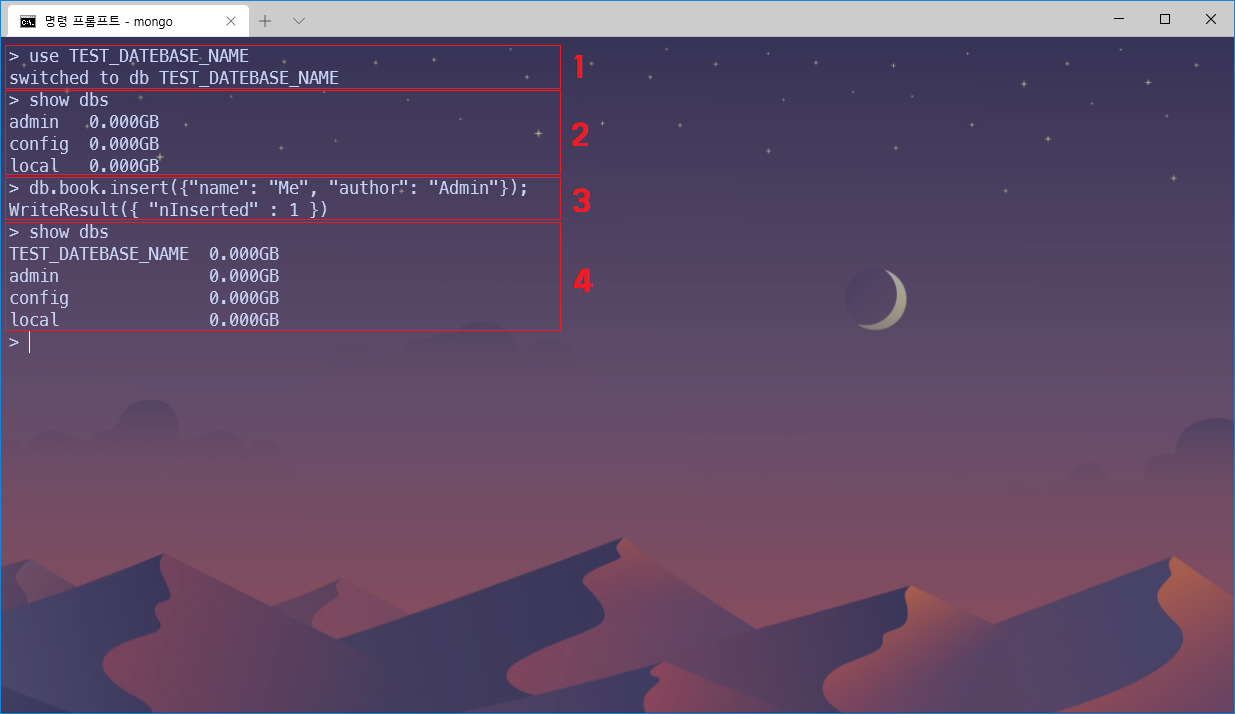 명령 프롬프트 - mongo
> use TEST_DATEBASE_NAME
switched to db TEST_DATEBASE_NAME
1
> show dbs
admin   0.000GB
config  0.000GB
local   0.000GB
2
> db.book.insert({"name": "Me", "author": "Admin"});
WriteResult({ "nInserted" : 1 })
3
> show dbs
TEST_DATEBASE_NAME  0.000GB
admin               0.000GB
config              0.000GB
local               0.000GB
4
>